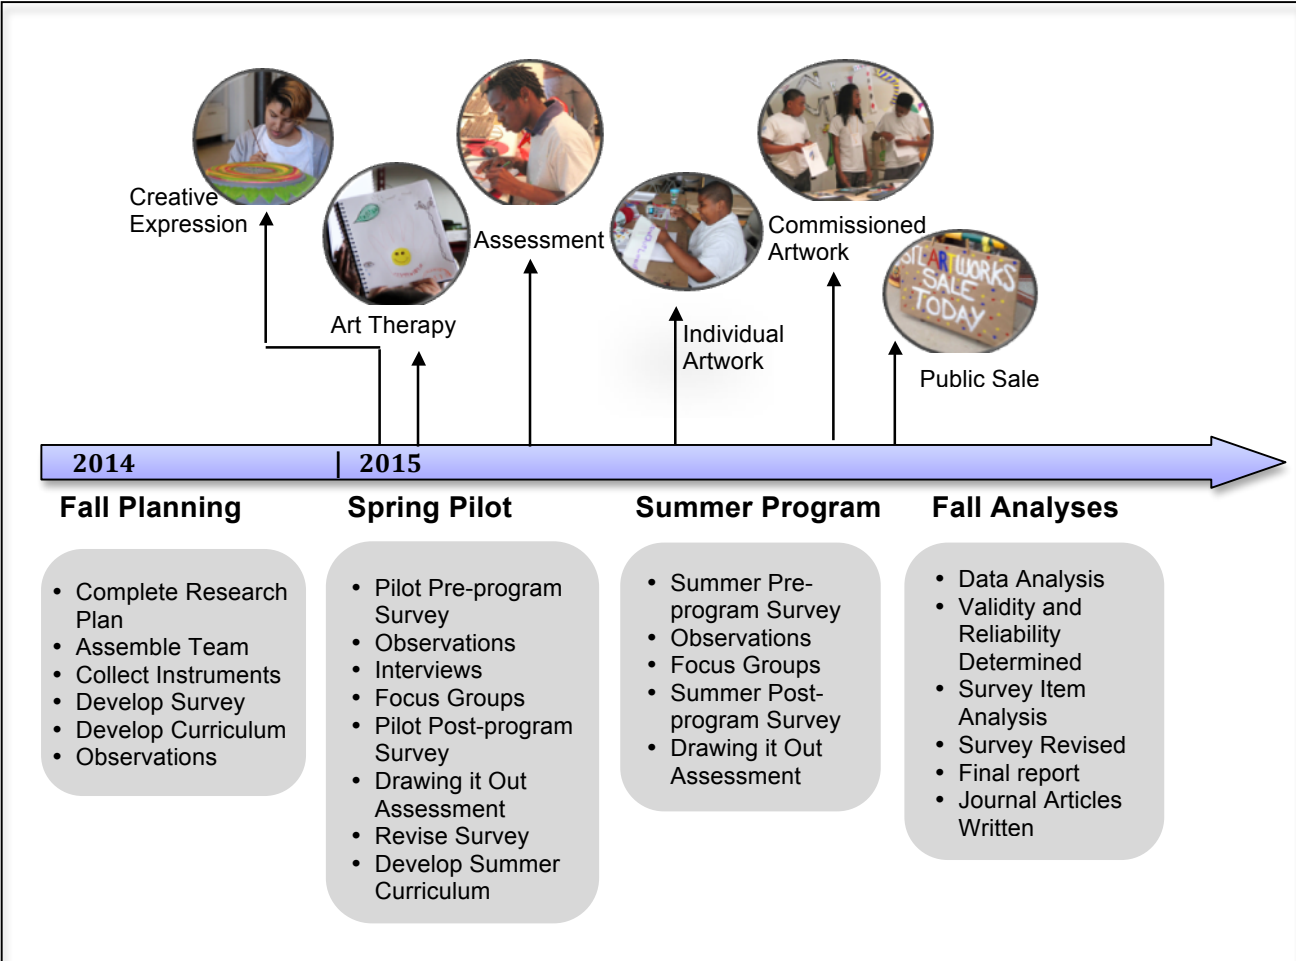 Creative
Expression
Art Therapy
Assessment
Individual
Artwork
Commissioned
Artwork
STL ARTWORKS
SALE
TODAY
Public Sale
2014 | 2015
Fall Planning
• Complete Research
Plan
• Assemble Team
• Collect Instruments
• Develop Survey
• Develop Curriculum
• Observations
Spring Pilot
• Pilot Pre-program
Survey
• Observations
• Interviews
• Focus Groups
• Pilot Post-program
Survey
• Drawing it Out
Assessment
• Revise Survey
• Develop Summer
Curriculum
Summer Program
• Summer Pre-
program Survey
• Observations
• Focus Groups
• Summer Post-
program Survey
• Drawing it Out
Assessment
Fall Analyses
• Data Analysis
• Validity and
Reliability
Determined
• Survey Item
Analysis
• Survey Revised
• Final report
• Journal Articles
Written